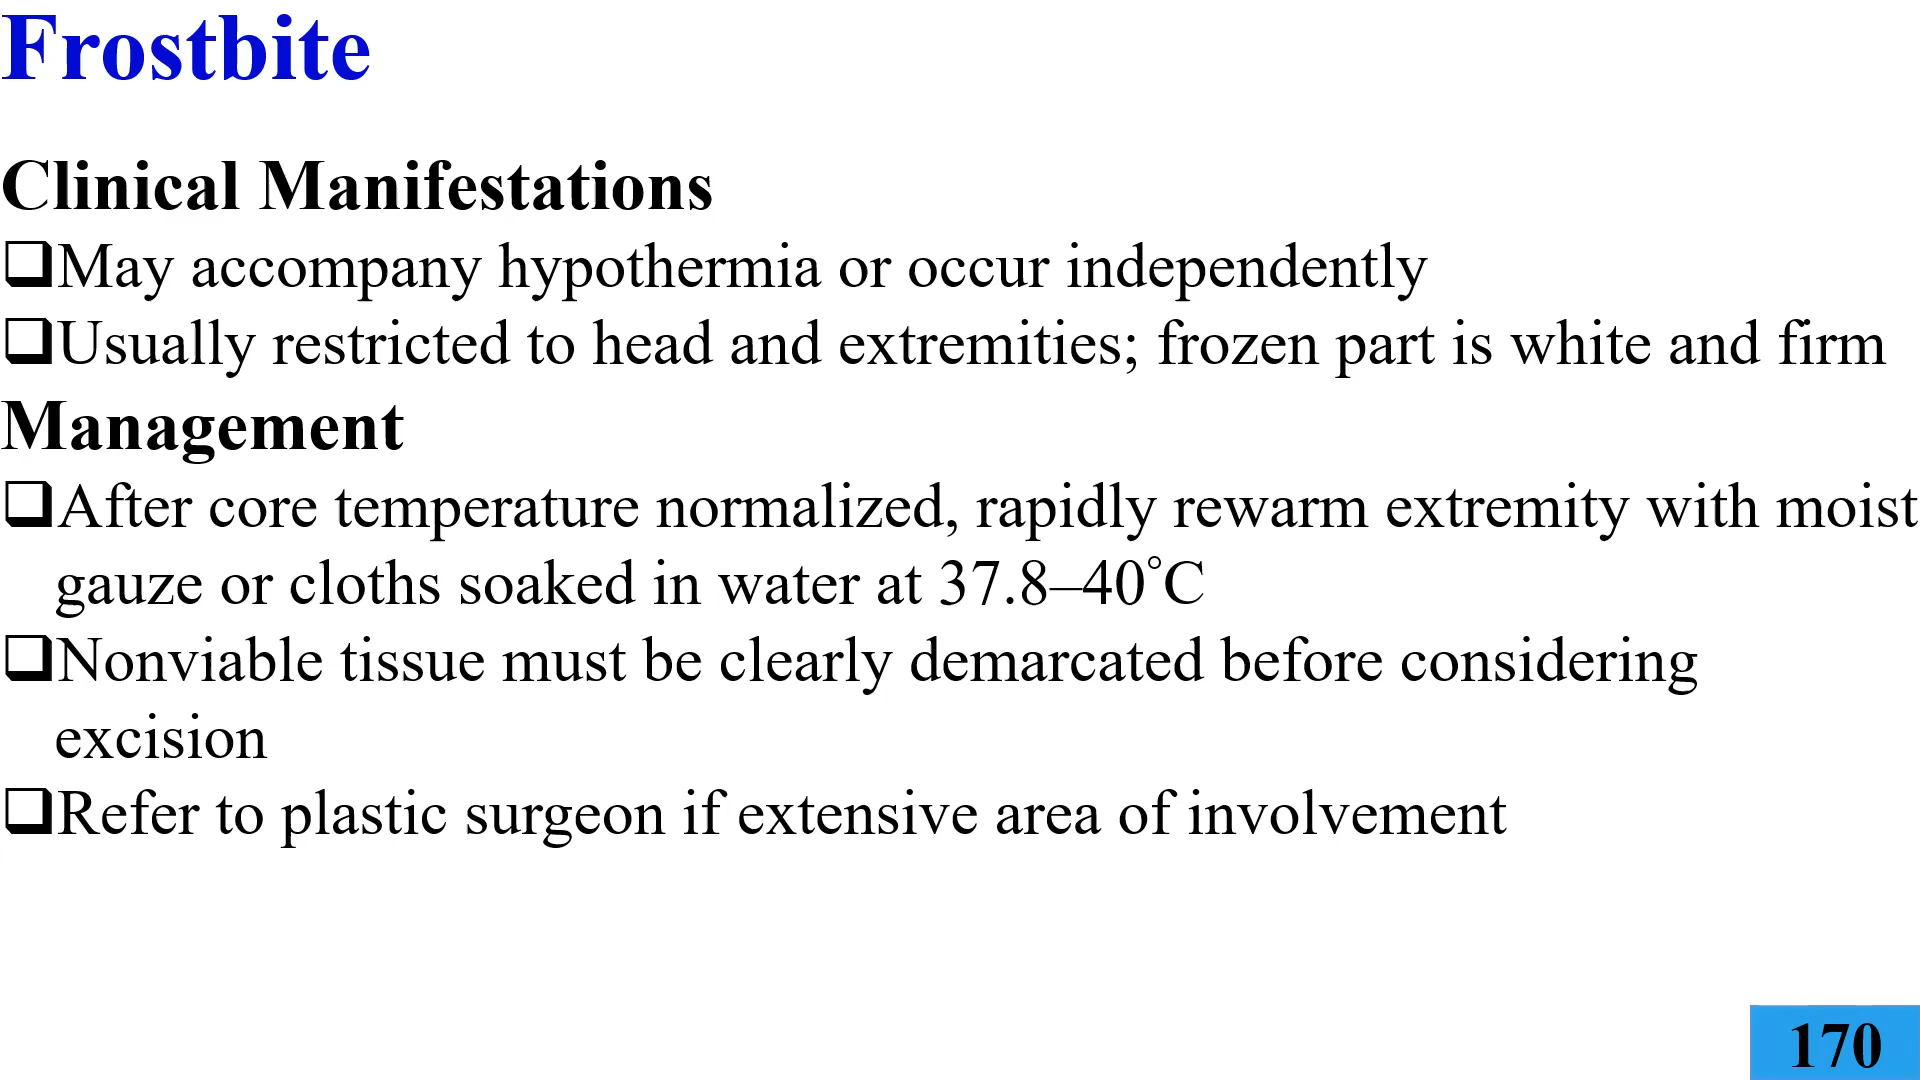 Frostbite
Clinical Manifestations
❑May accompany hypothermia or occur independently
❑Usually restricted to head and extremities; frozen part is white and firm
Management
❑After core temperature normalized, rapidly rewarm extremity with moist
gauze or cloths soaked in water at 37.8–40°C
❑Nonviable tissue must be clearly demarcated before considering
excision
❑Refer to plastic surgeon if extensive area of involvement
170